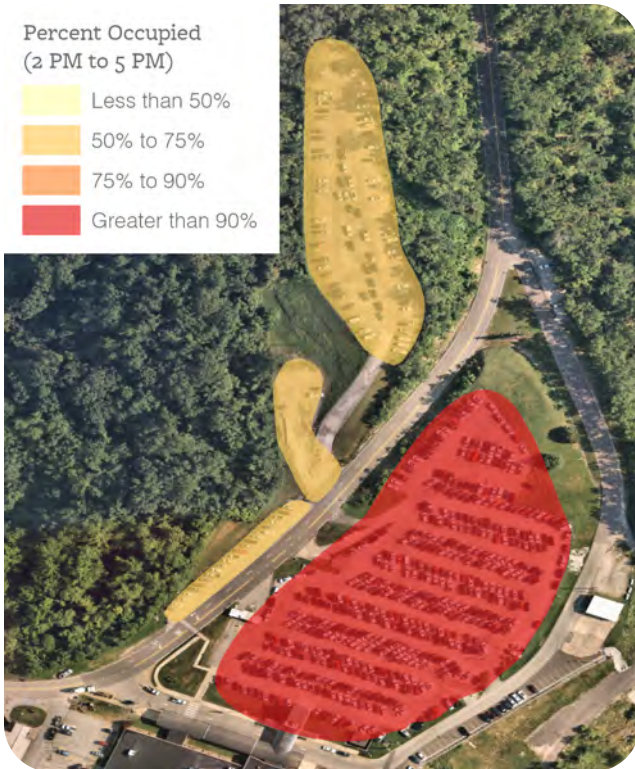 Percent Occupied
(2 PM to 5 PM)
Less than 50%
50% to 75%
75% to 90%
Greater than 90%